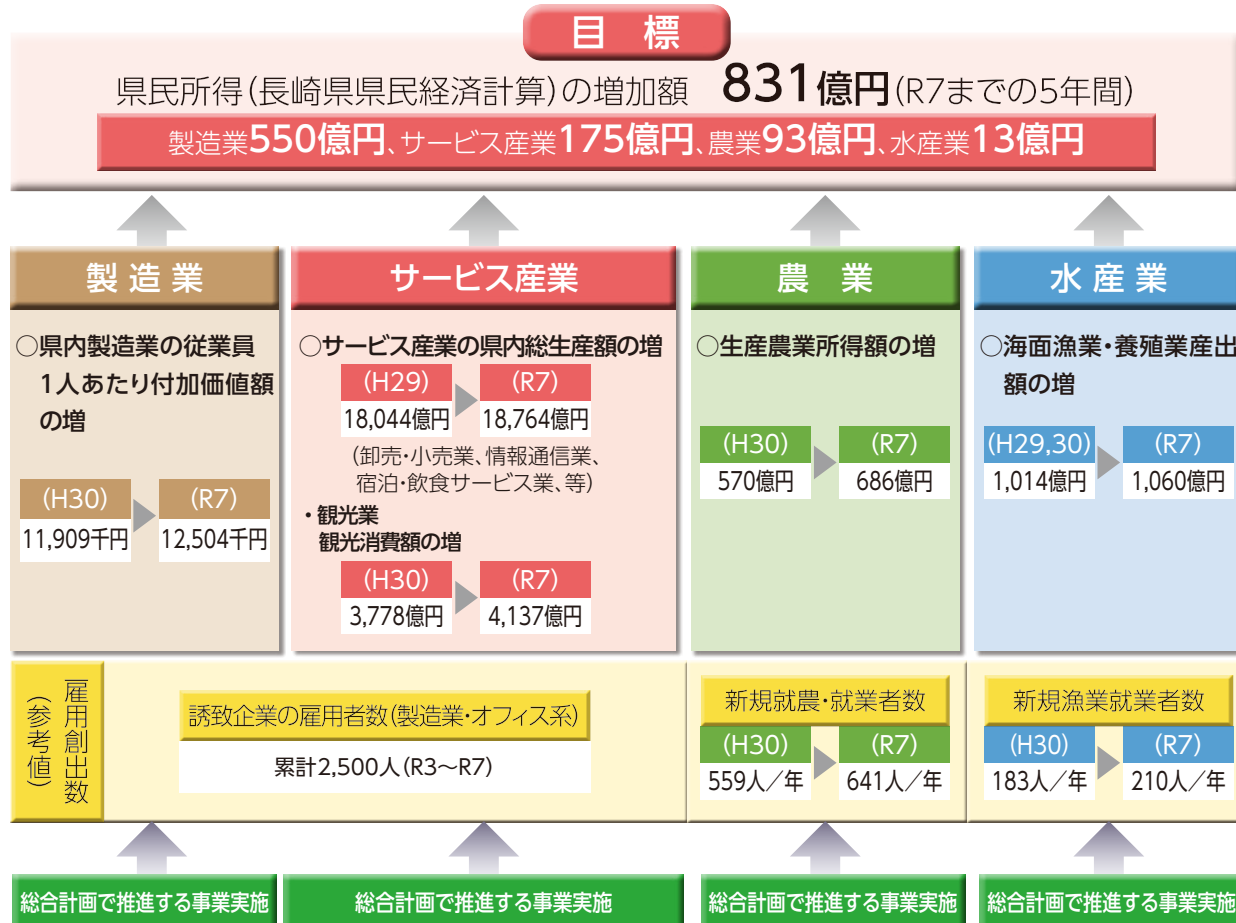 目 標
県民所得(長崎県県民経済計算)の増加額 831億円(R7までの5年間)
製造業550億円、サービス産業175億円、農業93億円、水産業13億円
製造業
○県内製造業の従業員
1人あたり付加価値額
の増
(H30) (R7)
11,909千円 12,504千円
サービス産業
○サービス産業の県内総生産額の増
(H29) (R7)
18,044億円 18,764億円
(卸売・小売業、情報通信業、
宿泊・飲食サービス業、等)
・観光業
観光消費額の増
(H30) (R7)
3,778億円 4,137億円
農 業
○生産農業所得額の増
(H30) (R7)
570億円 686億円
水産業
○海面漁業・養殖業産出
額の増
(H29,30) (R7)
1,014億円 1,060億円
雇用創出数
(参考値)
誘致企業の雇用者数(製造業・オフィス系)
累計2,500人(R3～R7)
新規就農・就業者数
(H30) (R7)
559人／年 641人／年
新規漁業就業者数
(H30) (R7)
183人／年 210人／年
総合計画で推進する事業実施
総合計画で推進する事業実施
総合計画で推進する事業実施
総合計画で推進する事業実施